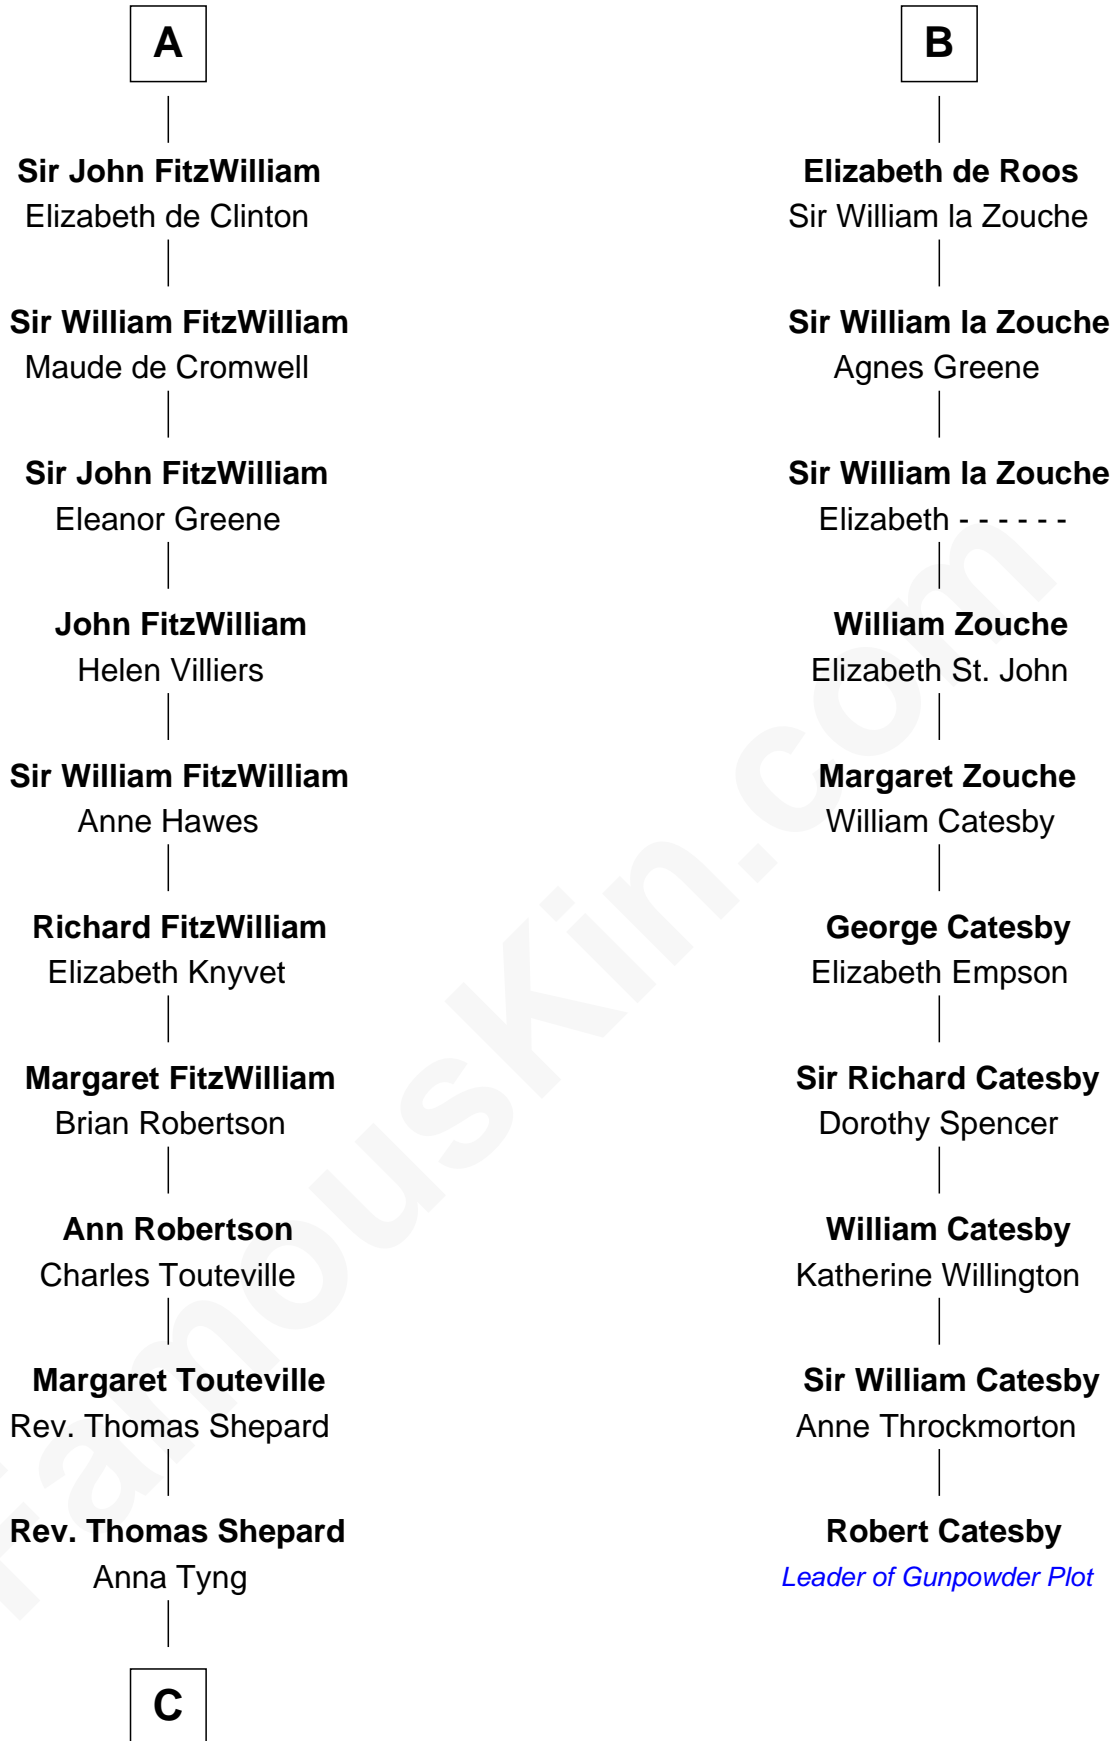 A
Sir John FitzWilliam
Elizabeth de Clinton
Sir William FitzWilliam
Maude de Cromwell
Sir John FitzWilliam
Eleanor Greene
John FitzWilliam
Helen Villiers
Sir William FitzWilliam
Anne Hawes
Richard FitzWilliam
Elizabeth Knyvet
Margaret FitzWilliam
Brian Robertson
Ann Robertson
Charles Touteville
Margaret Touteville
Rev. Thomas Shepard
Rev. Thomas Shepard
Anna Tyng
C
B
Elizabeth de Roos
Sir William la Zouche
Sir William la Zouche
Agnes Greene
Sir William la Zouche
Elizabeth - - - - - -
William Zouche
Elizabeth St. John
Margaret Zouche
William Catesby
George Catesby
Elizabeth Empson
Sir Richard Catesby
Dorothy Spencer
William Catesby
Katherine Willington
Sir William Catesby
Anne Throckmorton
Robert Catesby
Leader of Gunpowder Plot
FamousKin.com